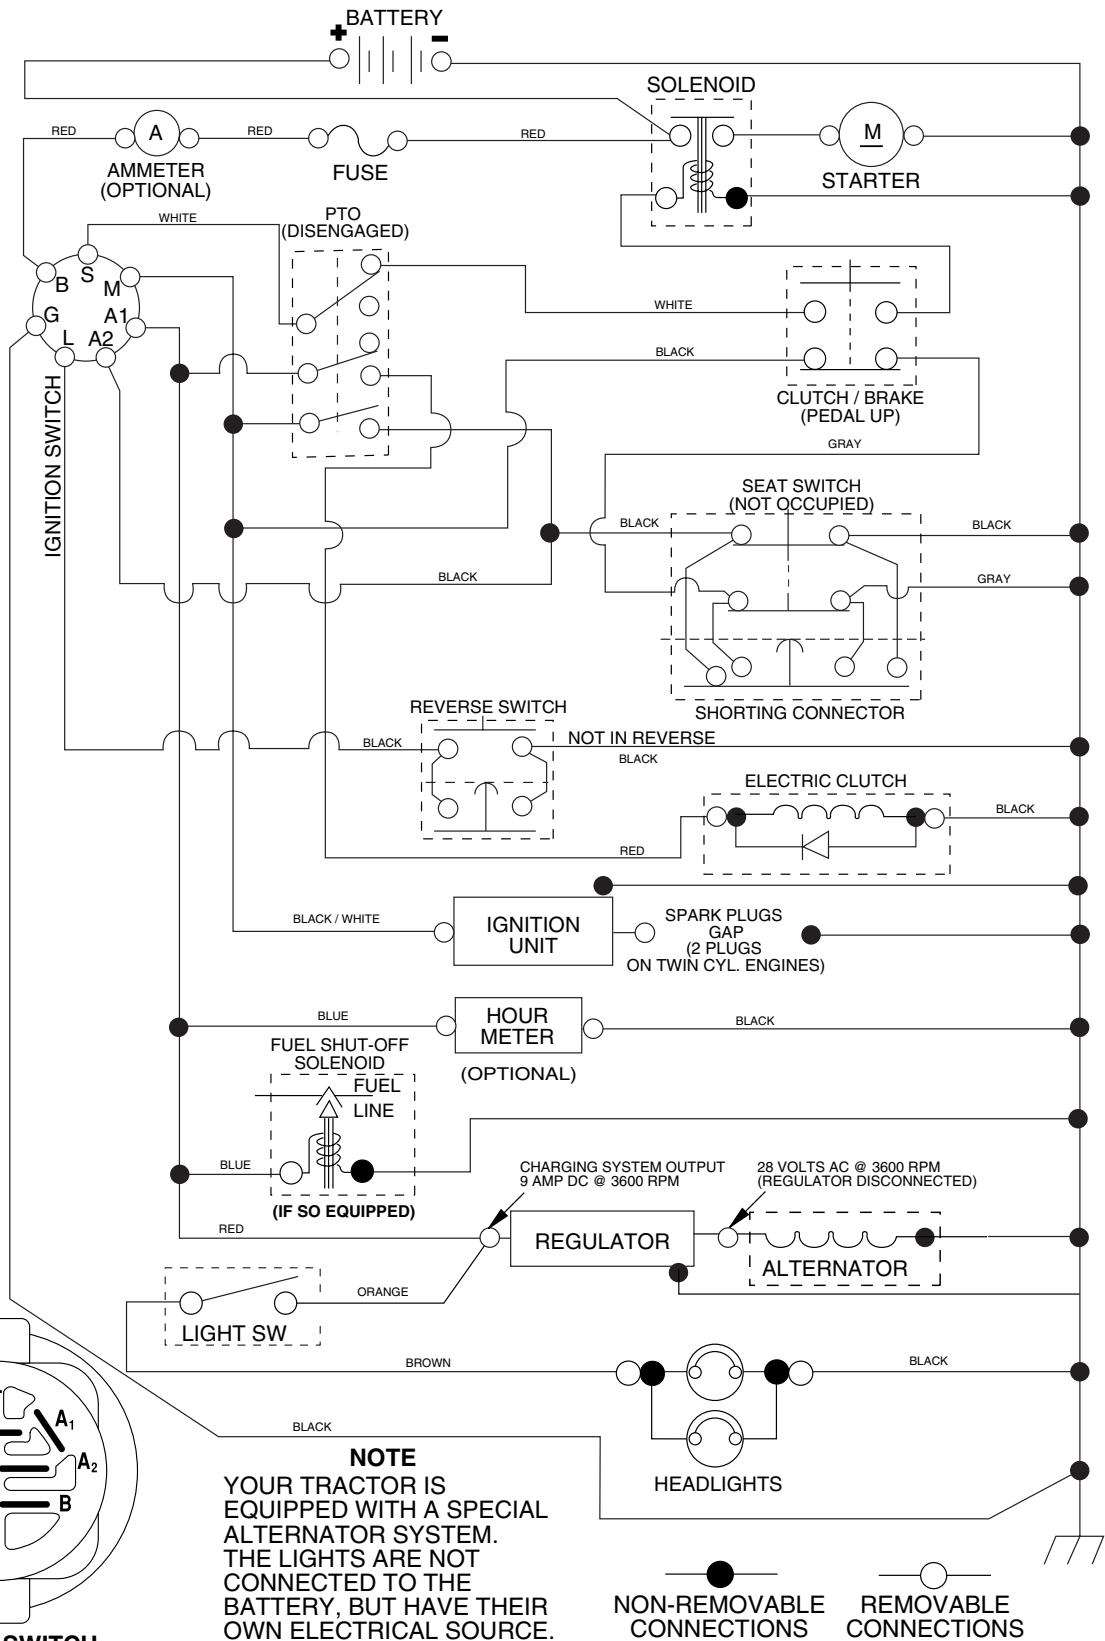 BATTERY
+ -
SOLENOID
RED
A
RED
RED
M
AMMETER
(OPTIONAL)
FUSE
STARTER
WHITE
PTO
(DISENGAGED)
B
S
M
G
A1
L
A2
IGNITION SWITCH
WHITE
BLACK
CLUTCH / BRAKE
(PEDAL UP)
GRAY
SEAT SWITCH
(NOT OCCUPIED)
BLACK
BLACK
BLACK
GRAY
SHORTING CONNECTOR
REVERSE SWITCH
BLACK
NOT IN REVERSE
BLACK
ELECTRIC CLUTCH
BLACK
RED
BLACK / WHITE
IGNITION
UNIT
SPARK PLUGS
GAP
(2 PLUGS
ON TWIN CYL. ENGINES)
BLUE
HOUR
METER
BLACK
(OPTIONAL)
FUEL SHUT-OFF
SOLENOID
FUEL
LINE
BLUE
(IF SO EQUIPPED)
CHARGING SYSTEM OUTPUT
9 AMP DC @ 3600 RPM
28 VOLTS AC @ 3600 RPM
(REGULATOR DISCONNECTED)
RED
REGULATOR
ALTERNATOR
ORANGE
LIGHT SW
BROWN
BLACK
A1
A2
B
BLACK
HEADLIGHTS
NOTE
YOUR TRACTOR IS
EQUIPPED WITH A SPECIAL
ALTERNATOR SYSTEM.
THE LIGHTS ARE NOT
CONNECTED TO THE
BATTERY, BUT HAVE THEIR
OWN ELECTRICAL SOURCE.
NON-REMOVABLE
CONNECTIONS
REMOVABLE
CONNECTIONS